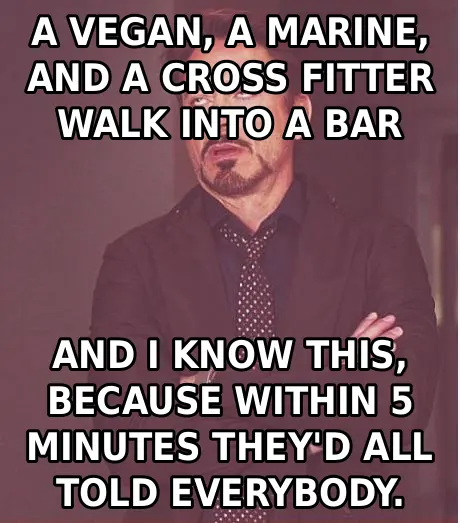 A VEGAN, A MARINE,
AND A CROSS FITTER
WALK INTO A BAR
AND I KNOW THIS,
BECAUSE WITHIN 5
MINUTES THEY'D ALL
TOLD EVERYBODY.